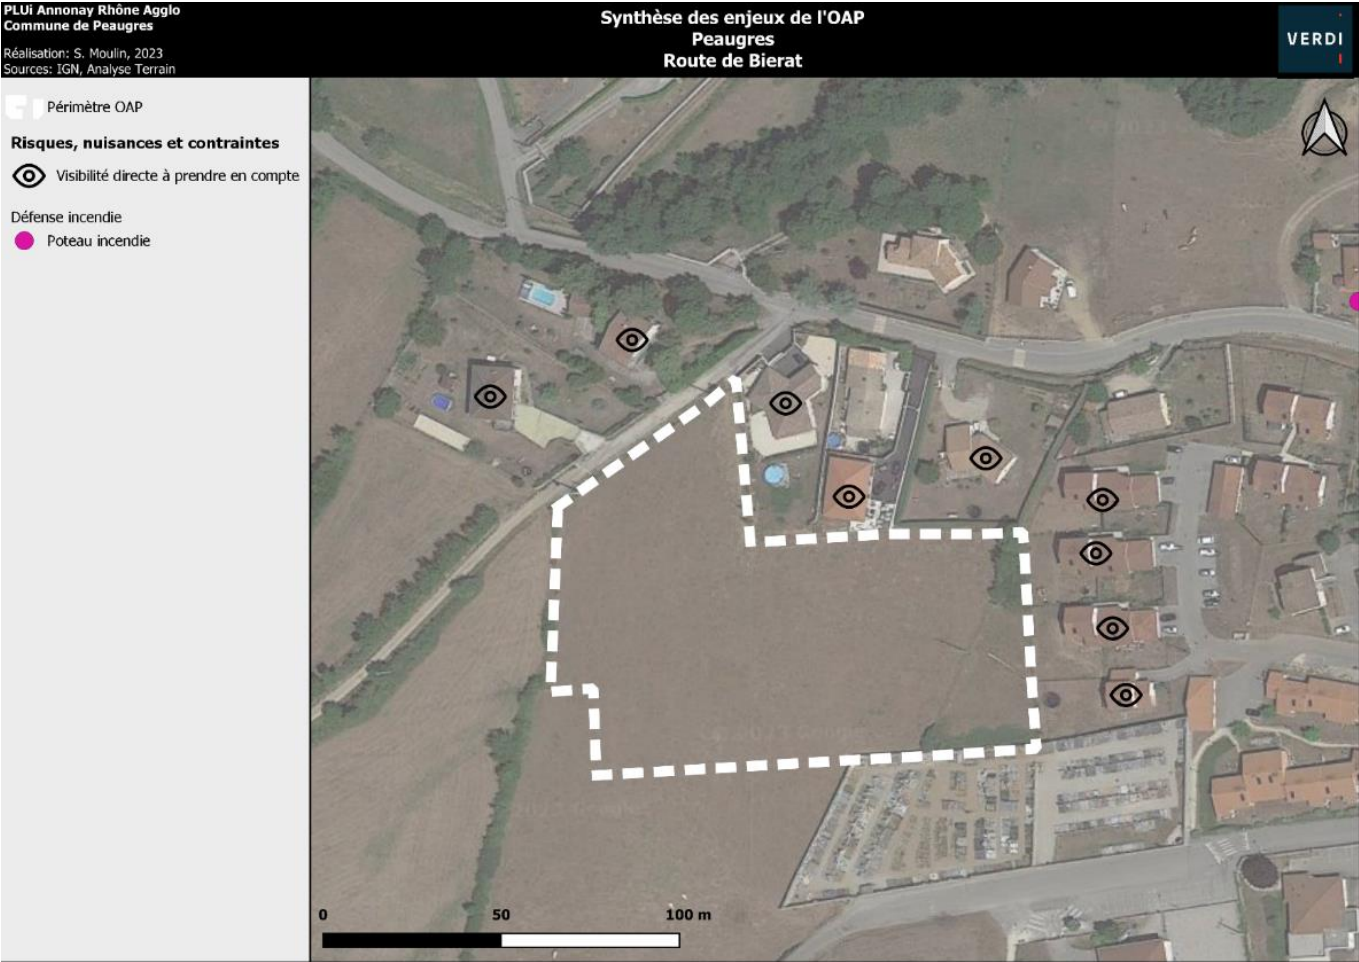 PLUi Annonay Rhône Agglo
Commune de Peaugres
Réalisation: S. Moulin, 2023
Sources: IGN, Analyse Terrain
Synthèse des enjeux de l'OAP
Peaugres
Route de Bierat
VERDI
Périmètre OAP
Risques, nuisances et contraintes
Visibilité directe à prendre en compte
Défense incendie
Poteau incendie
0 50 100 m